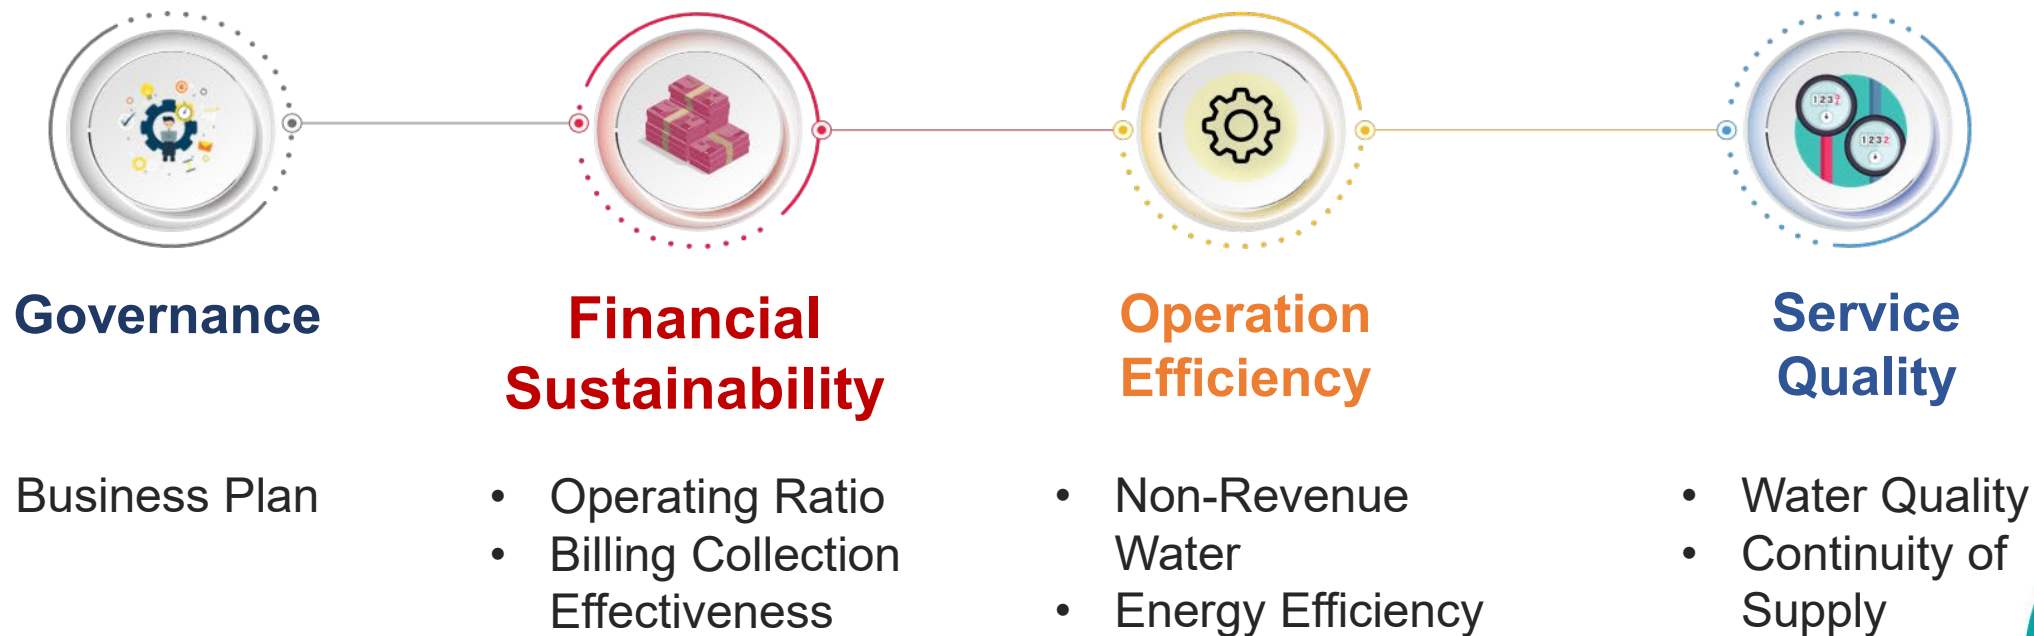 Governance
Financial
Sustainability
Operation
Efficiency
Service
Quality
Business Plan
• Operating Ratio
• Billing Collection
Effectiveness
• Non-Revenue
Water
• Energy Efficiency
• Water Quality
• Continuity of
Supply